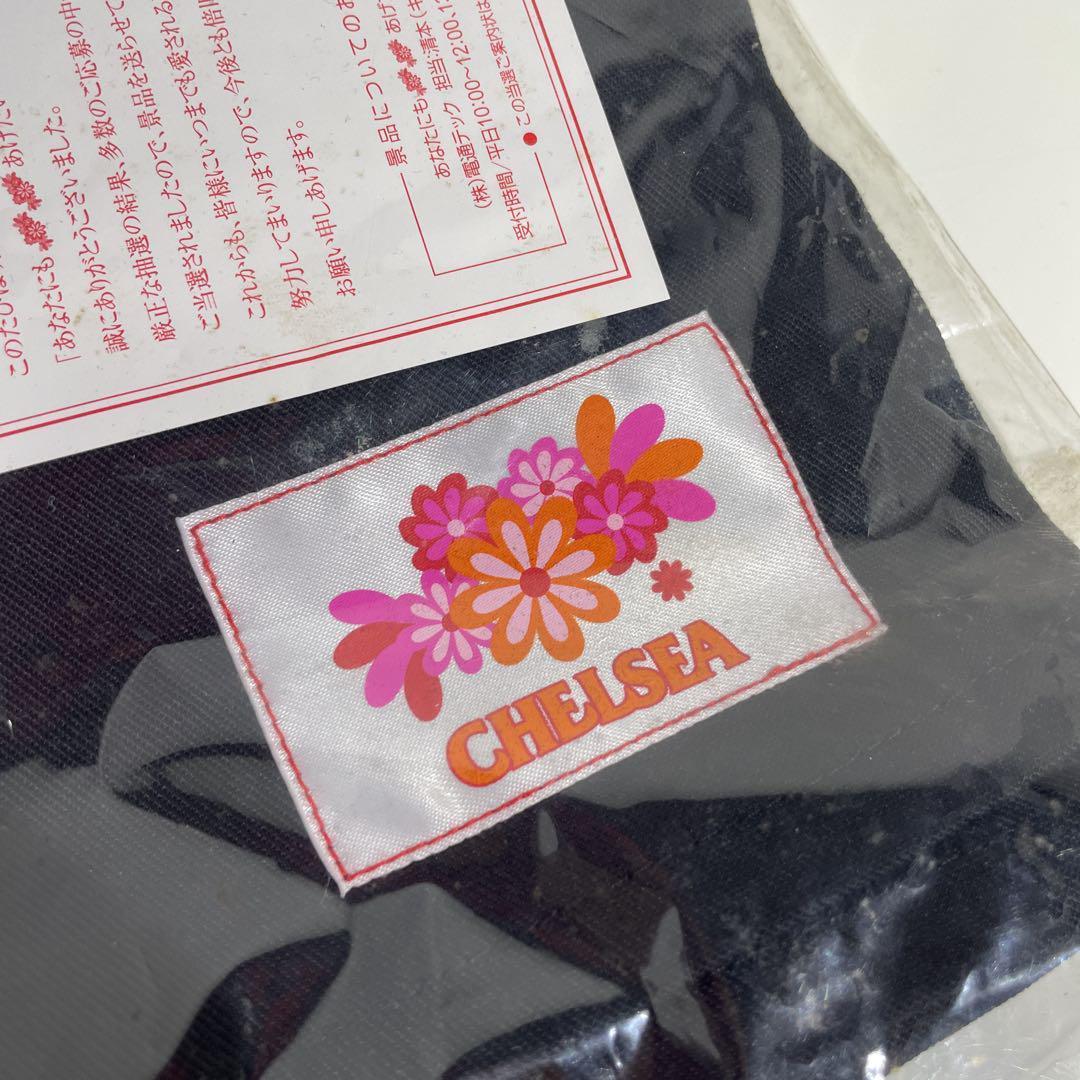 このたびは
「あなたにも あげたい
誠にありがとうございました。
厳正な抽選の結果、多数のご応募の中
ご当選されましたので、景品を送らせて
これからも、皆様にいつまでも愛される
努力してまいりますので、今後とも倍
お願い申しあげます。
景品についてのお
あなたにも あげ
(株)電通テック 担当:清本(キ
受付時間/平日10:00~12:00、13
●この当選ご案内状は
CHELSEA